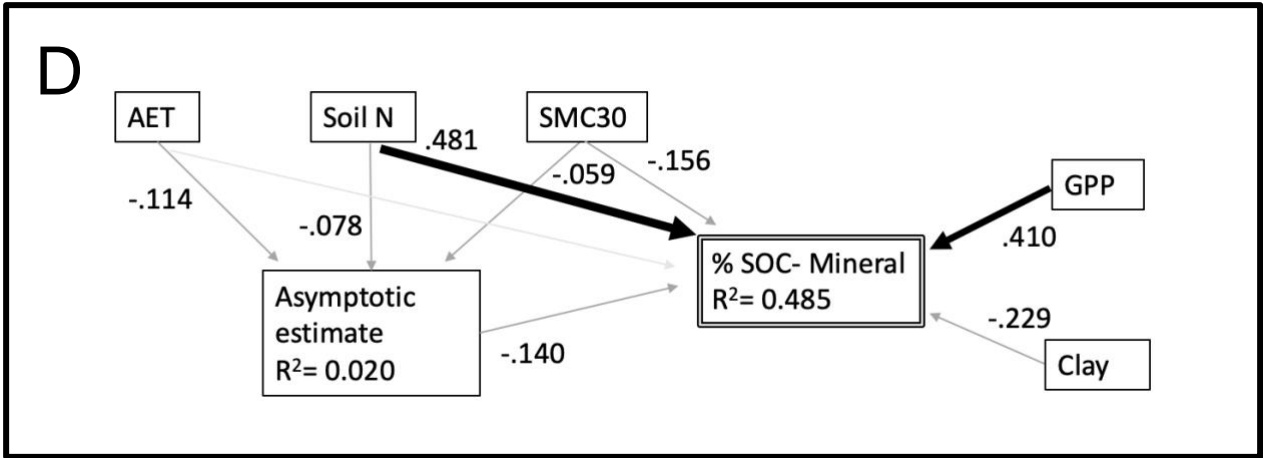 D
AET
Soil N
SMC30
.481
-.059
-.156
GPP
-.114
-.078
.410
% SOC- Mineral
R²= 0.485
Asymptotic
estimate
R²= 0.020
-.140
-.229
Clay